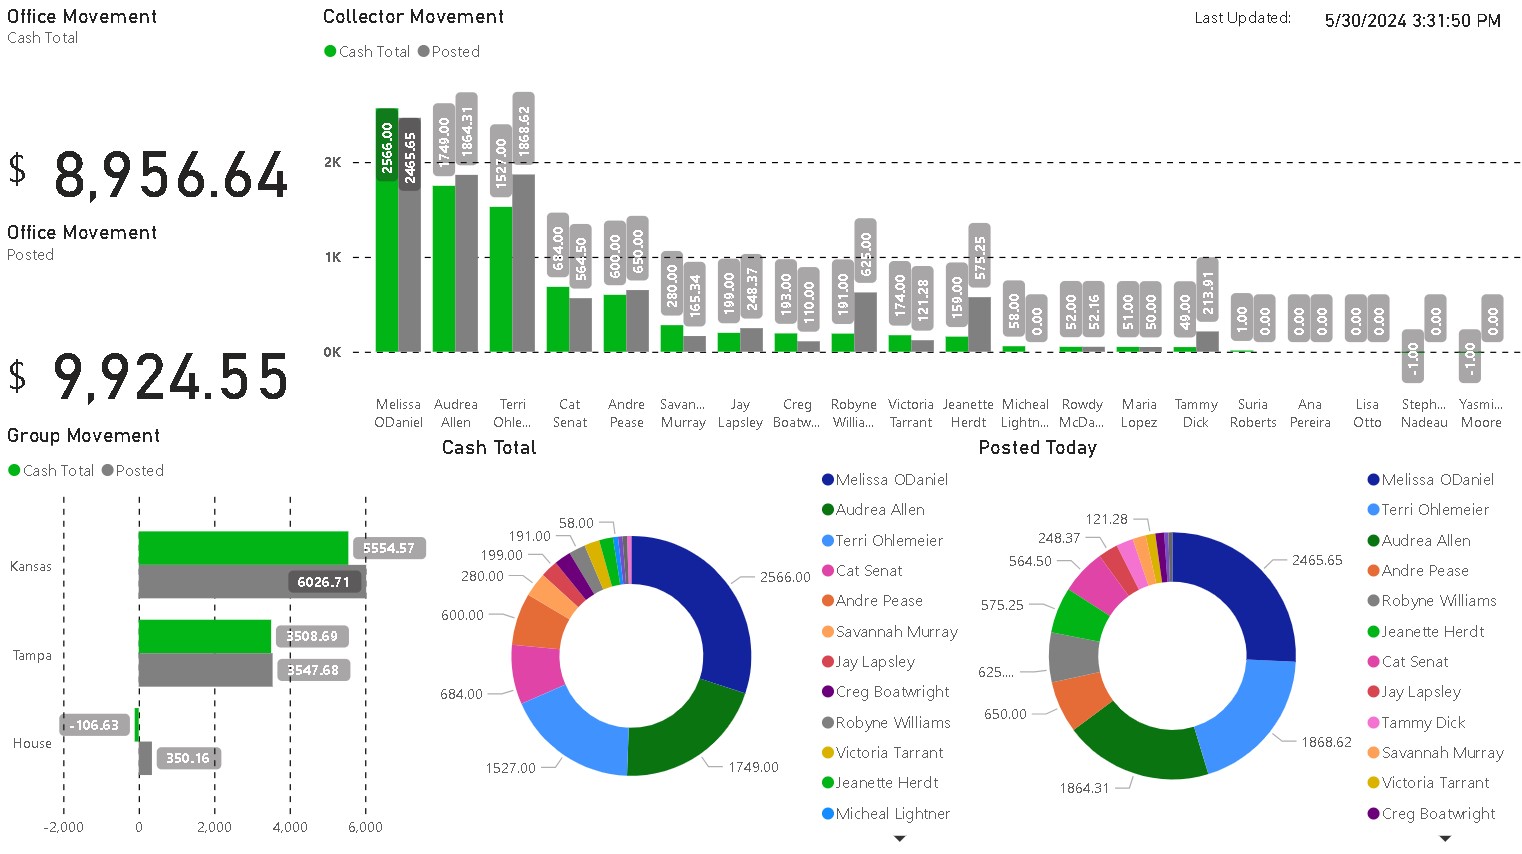 Office Movement
Cash Total
$ 8,956.64
Office Movement
Posted
$ 9,924.55
Collector Movement
Cash Total Posted
Last Updated: 5/30/2024 3:31:50 PM
2K
1K
0K
2566.00 2465.65
1749.00 1864.31
1527.00 1868.62
684.00 564.50
600.00 650.00
280.00 165.34
199.00 248.37
193.00 110.00
191.00 625.00
174.00 121.28
159.00 575.25
58.00 0.00
52.00 52.16
51.00 50.00
49.00 213.91
1.00 0.00
0.00 0.00
0.00 0.00
-1.00 0.00
-1.00 0.00
Melissa ODaniel
Audrea Allen
Terri Ohle...
Cat Senat
Andre Pease
Savan... Murray
Jay Lapsley
Creg Boatw...
Robyne Willia...
Victoria Tarrant
Jeanette Herdt
Micheal Lightn...
Rowdy McDa...
Maria Lopez
Tammy Dick
Suria Roberts
Ana Pereira
Lisa Otto
Steph... Nadeau
Yasmi... Moore
Group Movement
Cash Total Posted
Kansas
5554.57
6026.71
Tampa
3508.69
3547.68
House
-106.63
350.16
-2,000 0 2,000 4,000 6,000
Cash Total
58.00
191.00
199.00
280.00
600.00
684.00
1527.00
1749.00
2566.00
Melissa ODaniel
Audrea Allen
Terri Ohlemeier
Cat Senat
Andre Pease
Savannah Murray
Jay Lapsley
Creg Boatwright
Robyne Williams
Victoria Tarrant
Jeanette Herdt
Micheal Lightner
Posted Today
121.28
248.37
564.50
575.25
625....
650.00
1864.31
1868.62
2465.65
Melissa ODaniel
Terri Ohlemeier
Audrea Allen
Andre Pease
Robyne Williams
Jeanette Herdt
Cat Senat
Jay Lapsley
Tammy Dick
Savannah Murray
Victoria Tarrant
Creg Boatwright